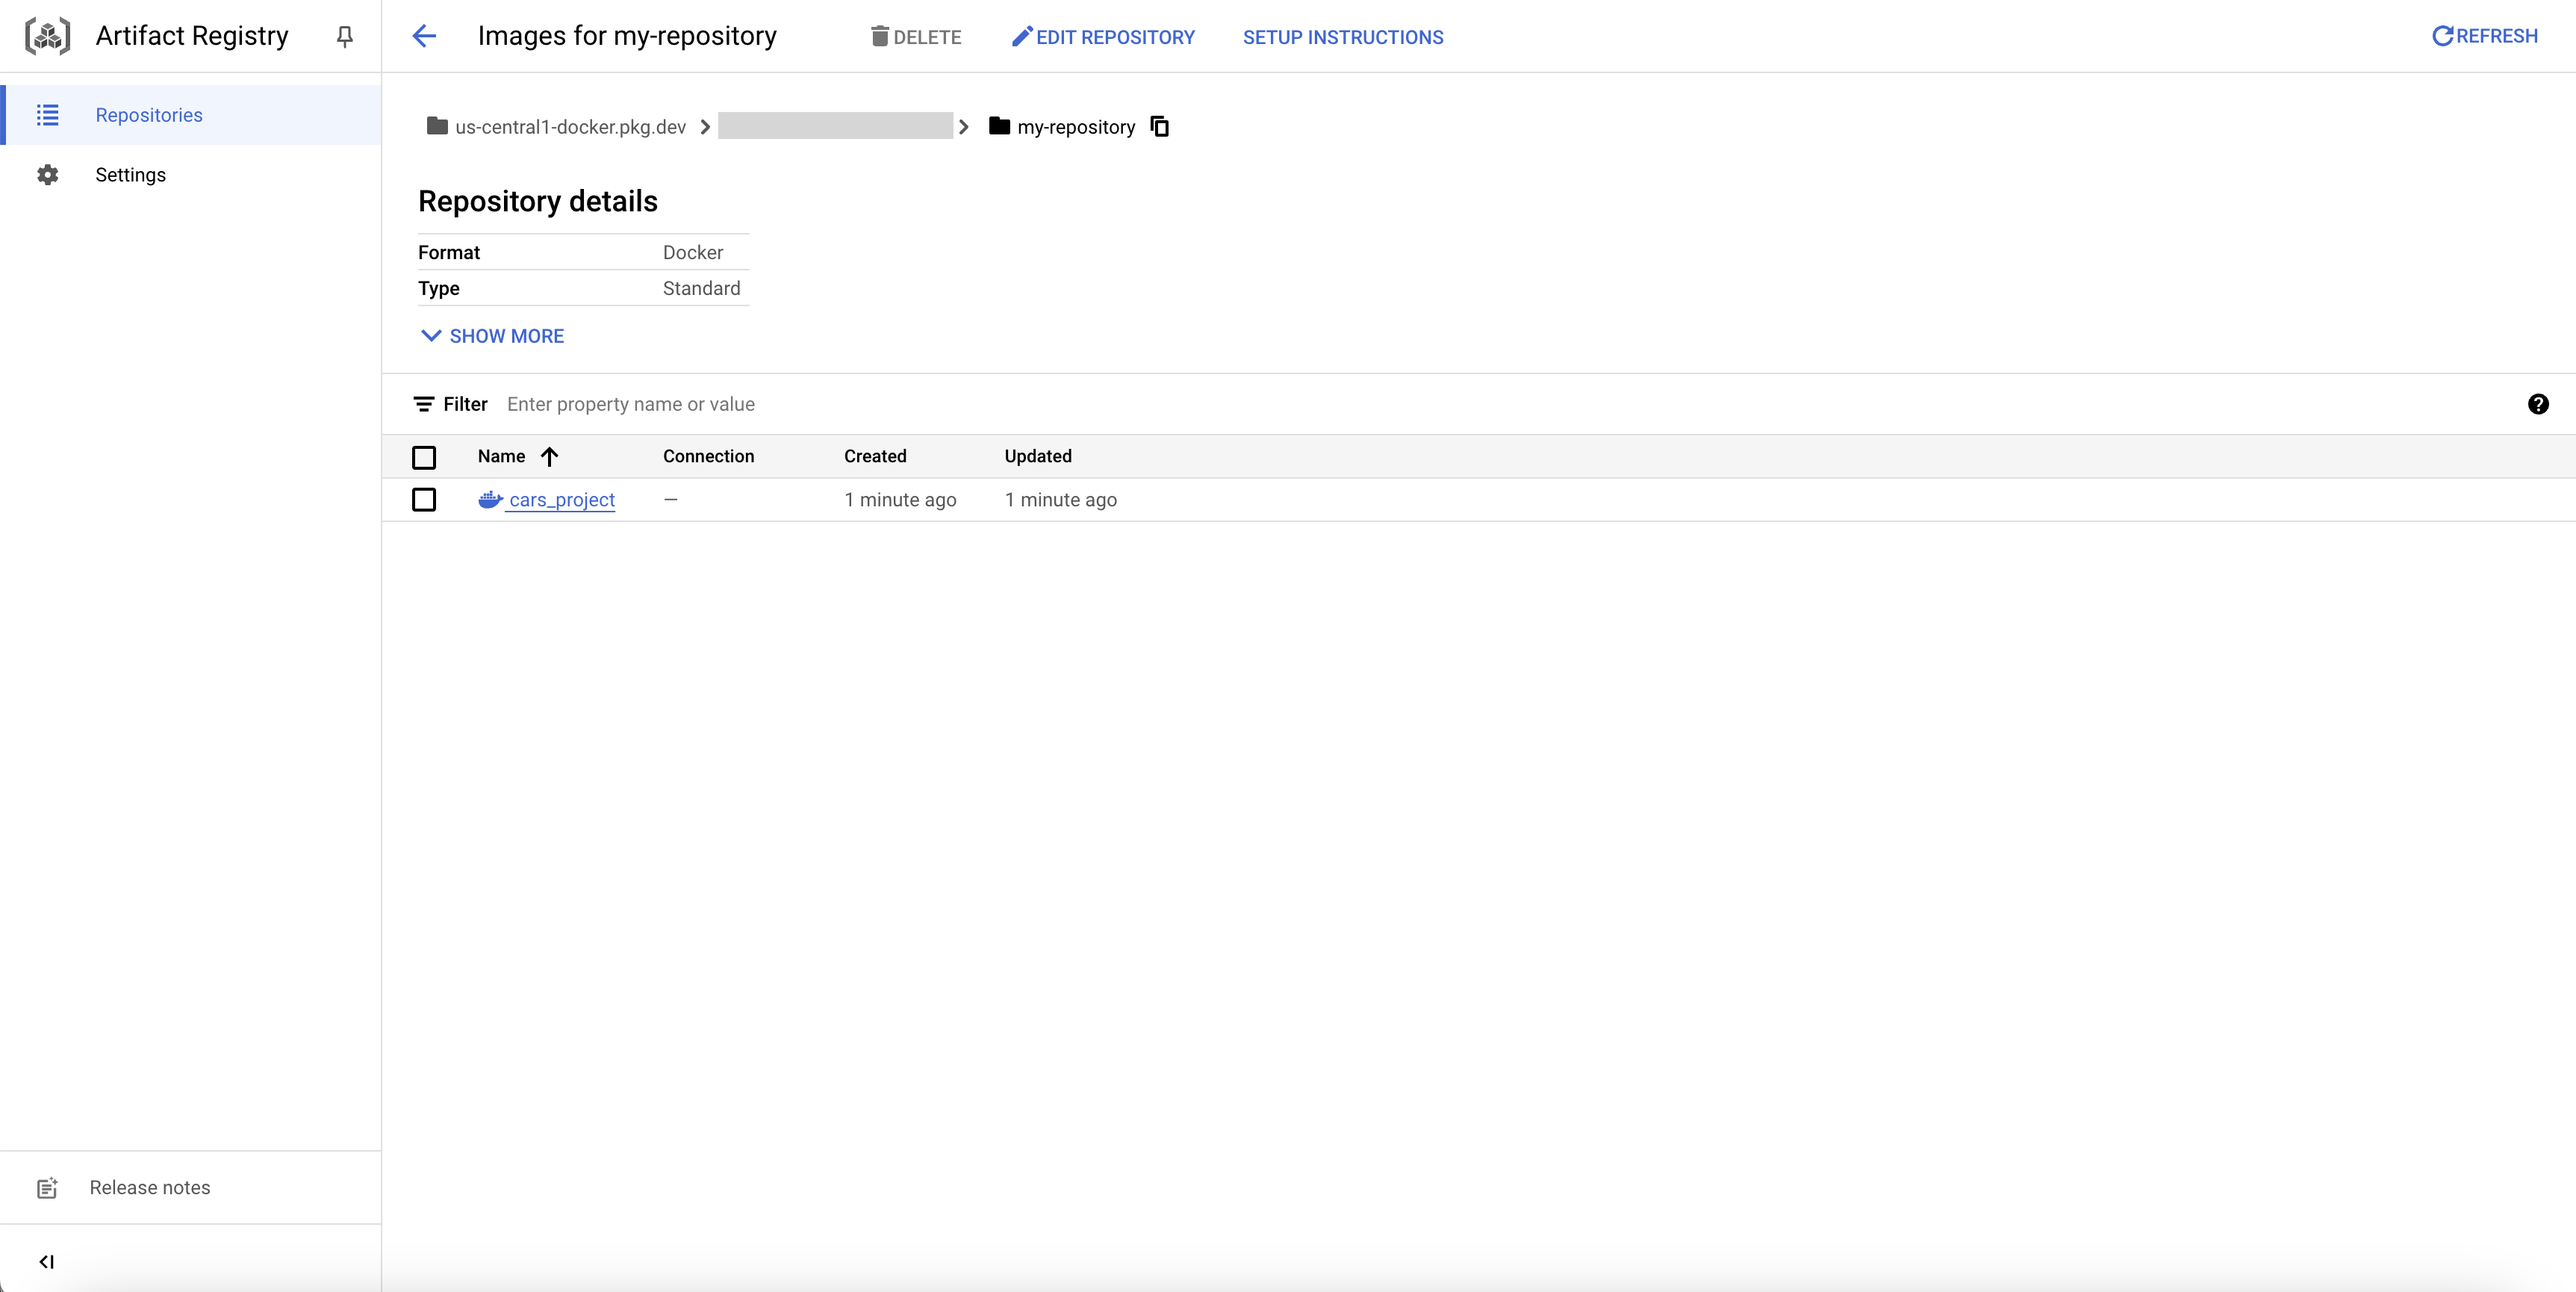 Artifact Registry
Images for my-repository
DELETE
EDIT REPOSITORY
SETUP INSTRUCTIONS
REFRESH
Repositories
Settings
us-central1-docker.pkg.dev
my-repository
Repository details
Format Docker
Type Standard
SHOW MORE
Filter Enter property name or value
Name Connection Created Updated
cars_project — 1 minute ago 1 minute ago
Release notes